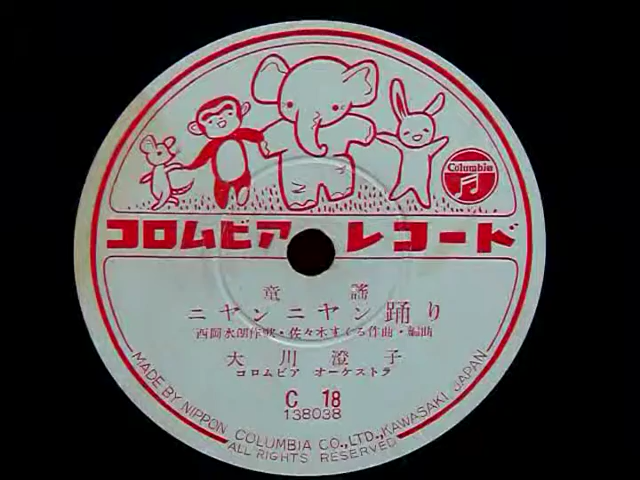 Columbia
コロムビア レコード
童謡
ニヤンニヤン踊り
西岡水朗作歌・佐々木すぐる作曲・編曲
大川澄子
コロムビア オーケストラ
C 18
138038
MADE BY NIPPON COLUMBIA CO.,LTD.,KAWASAKI JAPAN
ALL RIGHTS RESERVED